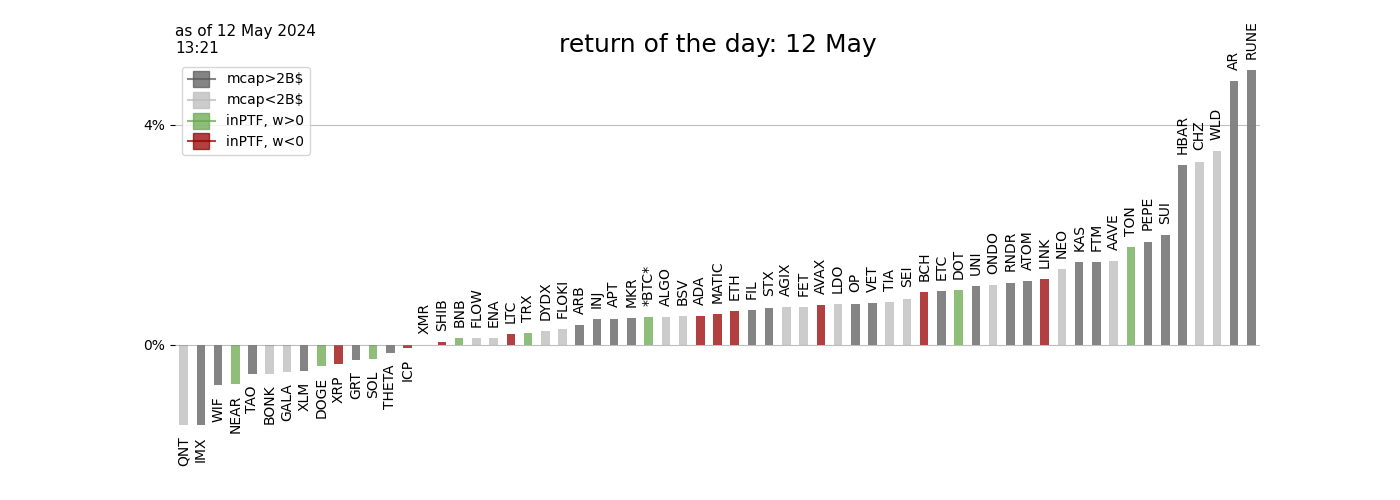 as of 12 May 2024
13:21
return of the day: 12 May
mcap>2B$
mcap<2B$
inPTF, w>0
inPTF, w<0
4%
0%
QNT
IMX
WIF
NEAR
TAO
BONK
GALA
XLM
DOGE
XRP
GRT
SOL
THETA
ICP
XMR
SHIB
BNB
FLOW
ENA
LTC
TRX
DYDX
FLOKI
ARB
INJ
APT
MKR
*BTC*
ALGO
BSV
ADA
MATIC
ETH
FIL
STX
AGIX
FET
AVAX
LDO
OP
VET
TIA
SEI
BCH
ETC
DOT
UNI
ONDO
RNDR
ATOM
LINK
NEO
KAS
FTM
AAVE
TON
PEPE
SUI
HBAR
CHZ
WLD
AR
RUNE